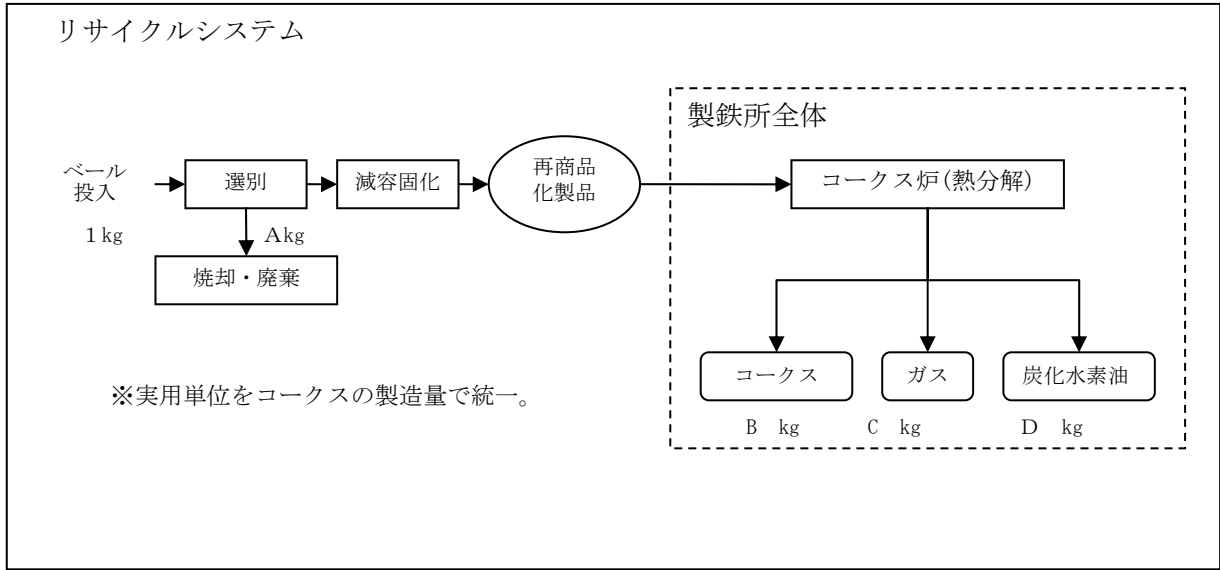 リサイクルシステム
製鉄所全体
ベール
投入
1kg
選別
減容固化
再商品
化製品
コークス炉(熱分解)
Akg
焼却・廃棄
コークス
ガス
炭化水素油
B kg
C kg
D kg
※実用単位をコークスの製造量で統一。